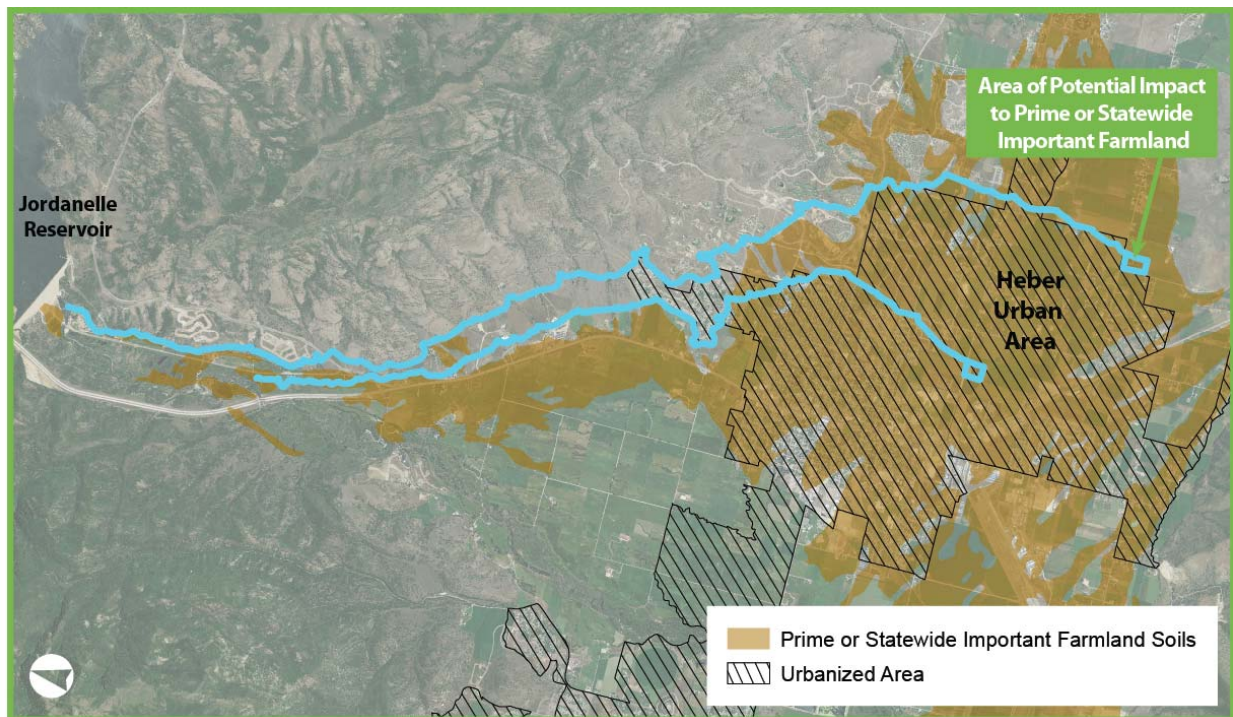 Area of Potential Impact
to Prime or Statewide
Important Farmland
Jordanelle
Reservoir
Heber
Urban
Area
Prime or Statewide Important Farmland Soils
Urbanized Area